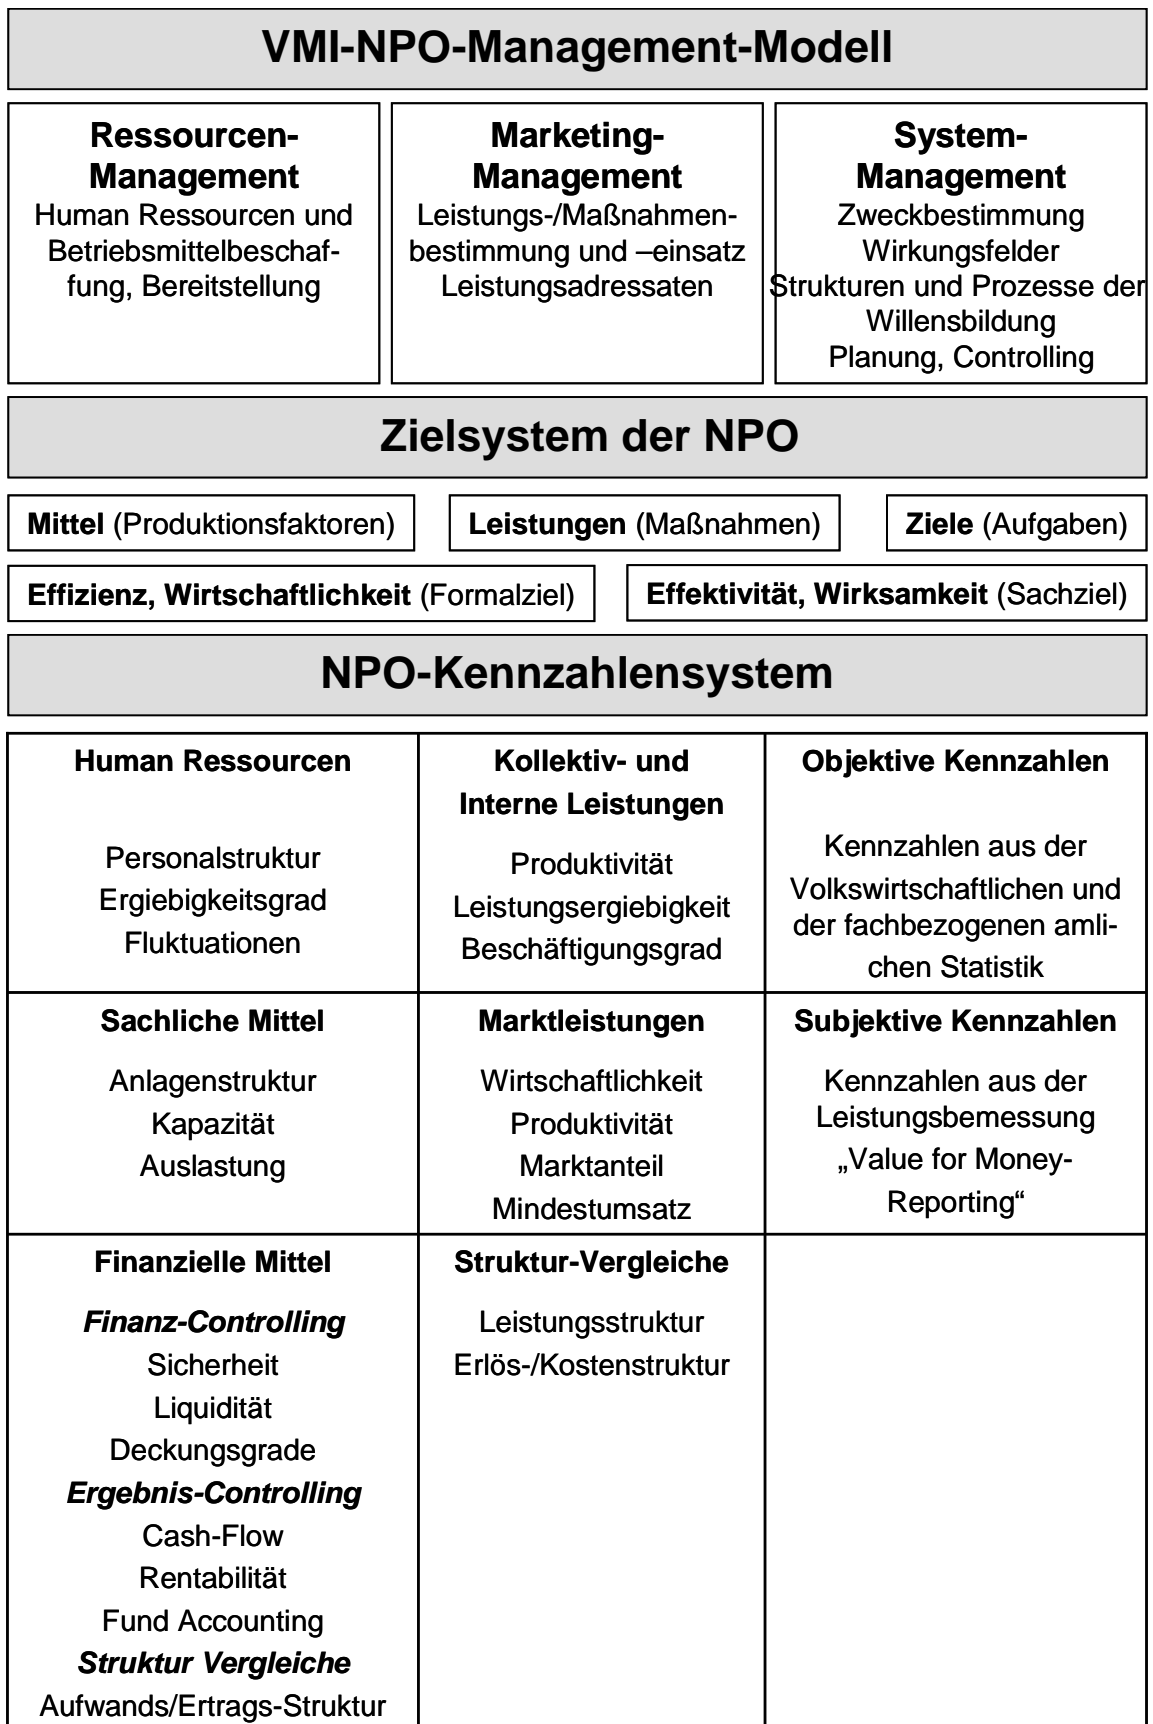 VMI-NPO-Management-Modell
Ressourcen-
Management
Human Ressourcen und
Betriebsmittelbeschaf-
fung, Bereitstellung
Marketing-
Management
Leistungs-/Maßnahmen-
bestimmung und –einsatz
Leistungsadressaten
System-
Management
Zweckbestimmung
Wirkungsfelder
Strukturen und Prozesse der
Willensbildung
Planung, Controlling
Zielsystem der NPO
Mittel (Produktionsfaktoren)
Leistungen (Maßnahmen)
Ziele (Aufgaben)
Effizienz, Wirtschaftlichkeit (Formalziel)
Effektivität, Wirksamkeit (Sachziel)
NPO-Kennzahlensystem
Human Ressourcen
Personalstruktur
Ergiebigkeitsgrad
Fluktuationen
Kollektiv- und
Interne Leistungen
Produktivität
Leistungsergiebigkeit
Beschäftigungsgrad
Objektive Kennzahlen
Kennzahlen aus der
Volkswirtschaftlichen und
der fachbezogenen amli-
chen Statistik
Sachliche Mittel
Anlagenstruktur
Kapazität
Auslastung
Marktleistungen
Wirtschaftlichkeit
Produktivität
Marktanteil
Mindestumsatz
Subjektive Kennzahlen
Kennzahlen aus der
Leistungsbemessung
„Value for Money-
Reporting“
Finanzielle Mittel
Finanz-Controlling
Sicherheit
Liquidität
Deckungsgrade
Ergebnis-Controlling
Cash-Flow
Rentabilität
Fund Accounting
Struktur Vergleiche
Aufwands/Ertrags-Struktur
Struktur-Vergleiche
Leistungsstruktur
Erlös-/Kostenstruktur